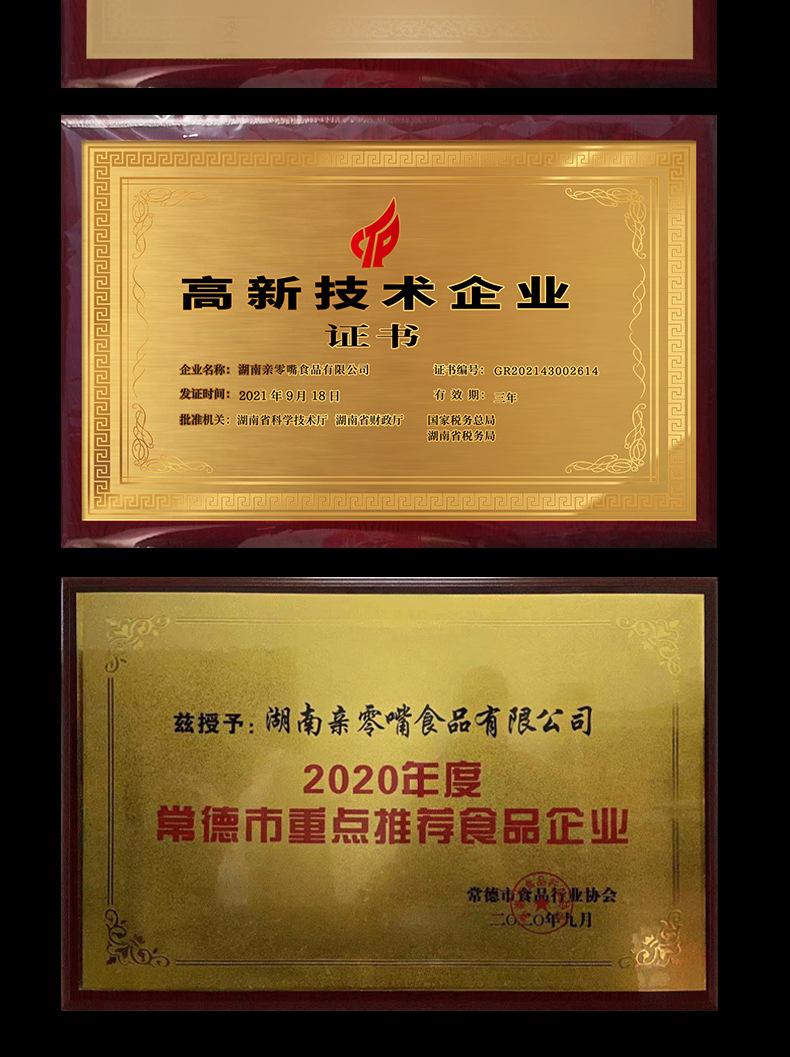 高新技术企业
证书
企业名称：湖南亲零嘴食品有限公司 证书编号：GR202143002614
发证时间：2021年9月18日 有效期：三年
批准机关：湖南省科学技术厅 湖南省财政厅 国家税务总局
湖南省税务局
兹授予：湖南亲零嘴食品有限公司
2020年度
常德市重点推荐食品企业
常德市食品行业协会
二〇二〇年九月